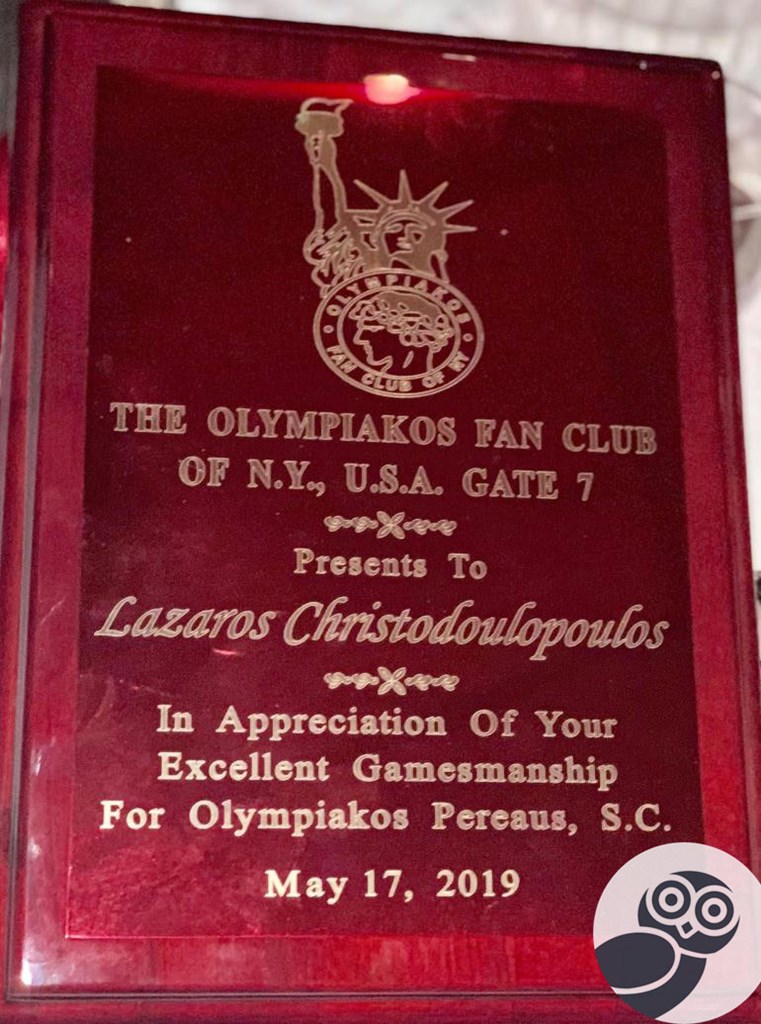 OLYMPIAKOS
FAN CLUB OF NY
THE OLYMPIAKOS FAN CLUB
OF N.Y., U.S.A. GATE 7
Presents To
Lazaros Christodoulopoulos
In Appreciation Of Your
Excellent Gamesmanship
For Olympiakos Pereaus, S.C.
May 17, 2019